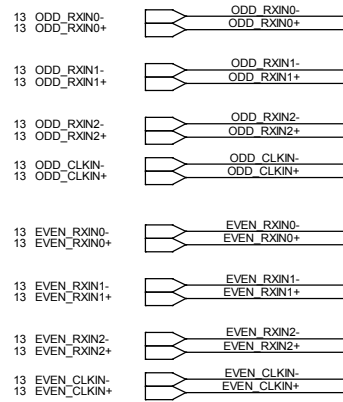 13 ODD_RXIN0- ODD_RXIN0-
13 ODD_RXIN0+ ODD_RXIN0+
13 ODD_RXIN1- ODD_RXIN1-
13 ODD_RXIN1+ ODD_RXIN1+
13 ODD_RXIN2- ODD_RXIN2-
13 ODD_RXIN2+ ODD_RXIN2+
13 ODD_CLKIN- ODD_CLKIN-
13 ODD_CLKIN+ ODD_CLKIN+
13 EVEN_RXIN0- EVEN_RXIN0-
13 EVEN_RXIN0+ EVEN_RXIN0+
13 EVEN_RXIN1- EVEN_RXIN1-
13 EVEN_RXIN1+ EVEN_RXIN1+
13 EVEN_RXIN2- EVEN_RXIN2-
13 EVEN_RXIN2+ EVEN_RXIN2+
13 EVEN_CLKIN- EVEN_CLKIN-
13 EVEN_CLKIN+ EVEN_CLKIN+